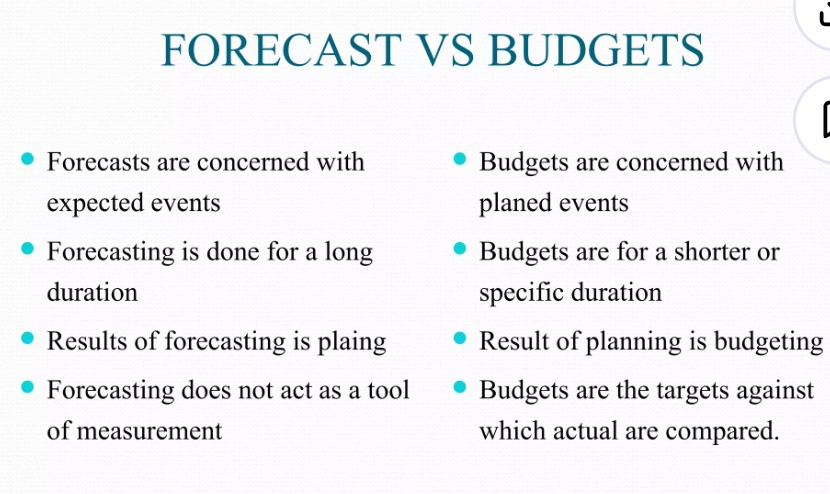 FORECAST VS BUDGETS
Forecasts are concerned with
expected events
Forecasting is done for a long
duration
Results of forecasting is plaing
Forecasting does not act as a tool
of measurement
Budgets are concerned with
planed events
Budgets are for a shorter or
specific duration
Result of planning is budgeting
Budgets are the targets against
which actual are compared.